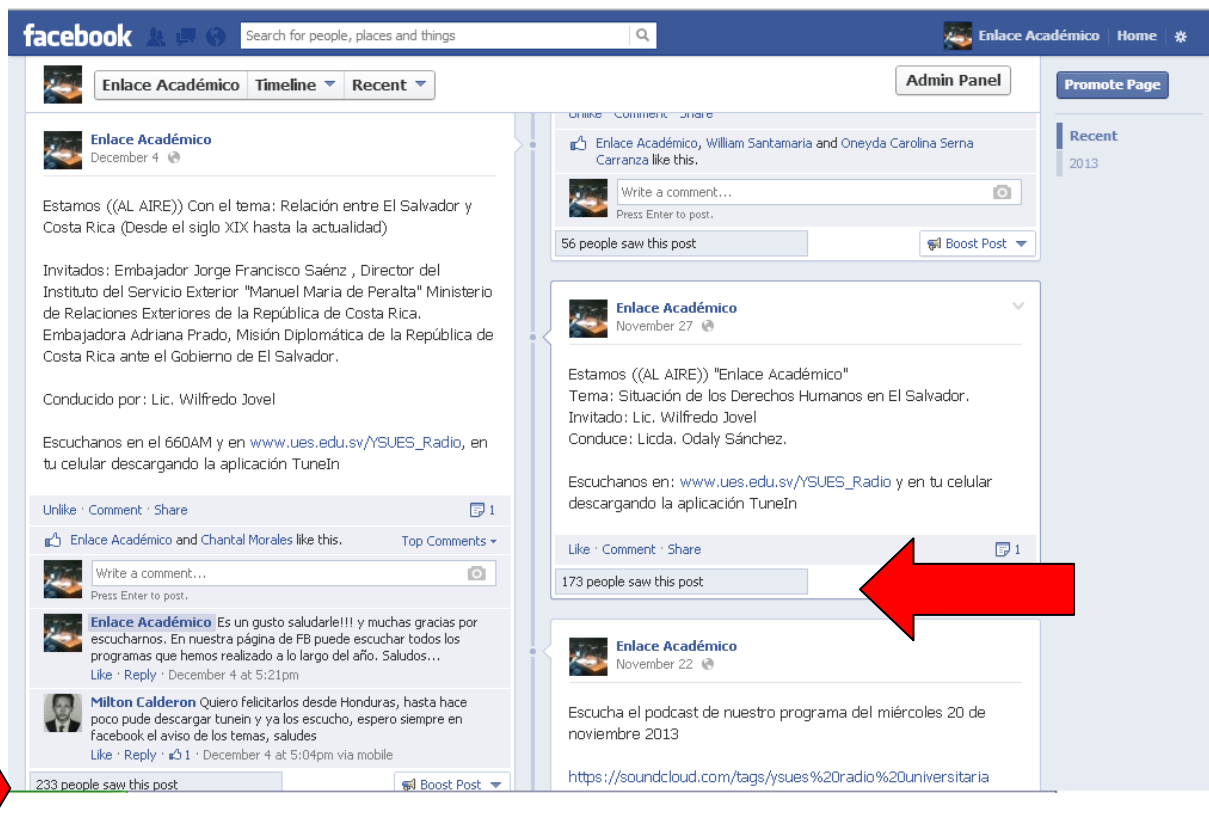 facebook
Search for people, places and things
Enlace Académico Home
Enlace Académico Timeline Recent
Admin Panel
Promote Page
Recent
2013
Enlace Académico
December 4
Estamos ((AL AIRE)) Con el tema: Relación entre El Salvador y
Costa Rica (Desde el siglo XIX hasta la actualidad)
Invitados: Embajador Jorge Francisco Saénz , Director del
Instituto del Servicio Exterior "Manuel Maria de Peralta" Ministerio
de Relaciones Exteriores de la República de Costa Rica.
Embajadora Adriana Prado, Misión Diplomática de la República de
Costa Rica ante el Gobierno de El Salvador.
Conducido por: Lic. Wilfredo Jovel
Escuchanos en el 660AM y en www.ues.edu.sv/YSUES_Radio, en
tu celular descargando la aplicación TuneIn
Unlike · Comment · Share
1
Enlace Académico and Chantal Morales like this.
Top Comments
Write a comment...
Press Enter to post.
Enlace Académico Es un gusto saludarle!!! y muchas gracias por
escucharnos. En nuestra página de FB puede escuchar todos los
programas que hemos realizado a lo largo del año. Saludos...
Like · Reply · December 4 at 5:21pm
Milton Calderon Quiero felicitarlos desde Honduras, hasta hace
poco pude descargar tunein y ya los escucho, espero siempre en
facebook el aviso de los temas, saludes
Like · Reply · 1 · December 4 at 5:04pm via mobile
233 people saw this post
Boost Post
Unlike · Comment · Share
Enlace Académico, William Santamaria and Oneyda Carolina Serna
Carranza like this.
Write a comment...
Press Enter to post.
56 people saw this post
Boost Post
Enlace Académico
November 27
Estamos ((AL AIRE)) "Enlace Académico"
Tema: Situación de los Derechos Humanos en El Salvador.
Invitado: Lic. Wilfredo Jovel
Conduce: Licda. Odaly Sánchez.
Escuchanos en: www.ues.edu.sv/YSUES_Radio y en tu celular
descargando la aplicación TuneIn
Like · Comment · Share
1
173 people saw this post
Enlace Académico
November 22
Escucha el podcast de nuestro programa del miércoles 20 de
noviembre 2013
https://soundcloud.com/tags/ysues%20radio%20universitaria